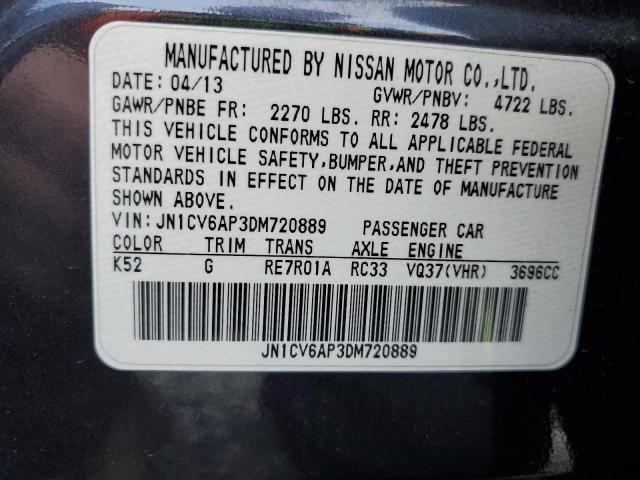 MANUFACTURED BY NISSAN MOTOR CO.,LTD.
DATE: 04/13 GVWR/PNBV: 4722 LBS.
GAWR/PNBE FR: 2270 LBS. RR: 2478 LBS.
THIS VEHICLE CONFORMS TO ALL APPLICABLE FEDERAL
MOTOR VEHICLE SAFETY,BUMPER,AND THEFT PREVENTION
STANDARDS IN EFFECT ON THE DATE OF MANUFACTURE
SHOWN ABOVE.
VIN:JN1CV6AP3DM720889 PASSENGER CAR
COLOR TRIM TRANS AXLE ENGINE
K52 G RE7R01A RC33 VQ37(VHR) 3696CC
JN1CV6AP3DM720889